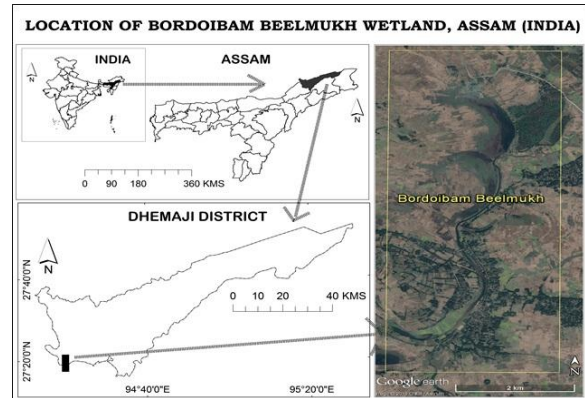 LOCATION OF BORDOIBAM BEELMUKH WETLAND, ASSAM (INDIA)
INDIA
N
ASSAM
N
0 90 180 360 KMS
DHEMAJI DISTRICT
N
0 10 20 40 KMS
27°40'0"N
27°20'0"N
94°40'0"E
95°20'0"E
Bordoibam Beelmukh
Google earth
2 km
N